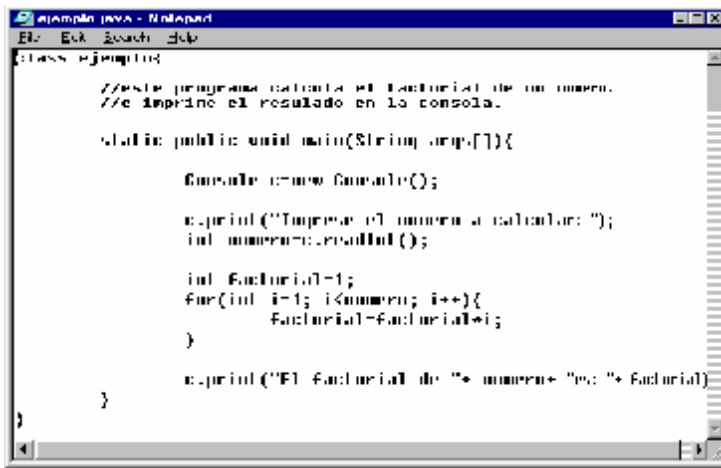 ejemplo.java - Notepad
File Edit Search Help
class ejemplo{
//este programa calcula el factorial de un numero.
//e imprime el resulado en la consola.
static public void main(String args[]){
Console c=new Console();
c.print("Ingrese el numero a calcular: ");
int numero=c.readInt();
int factorial=1;
for(int i=1; i<numero; i++){
factorial=factorial*i;
}
c.print("El factorial de "+ numero+ "es: "+ factorial)
}
}